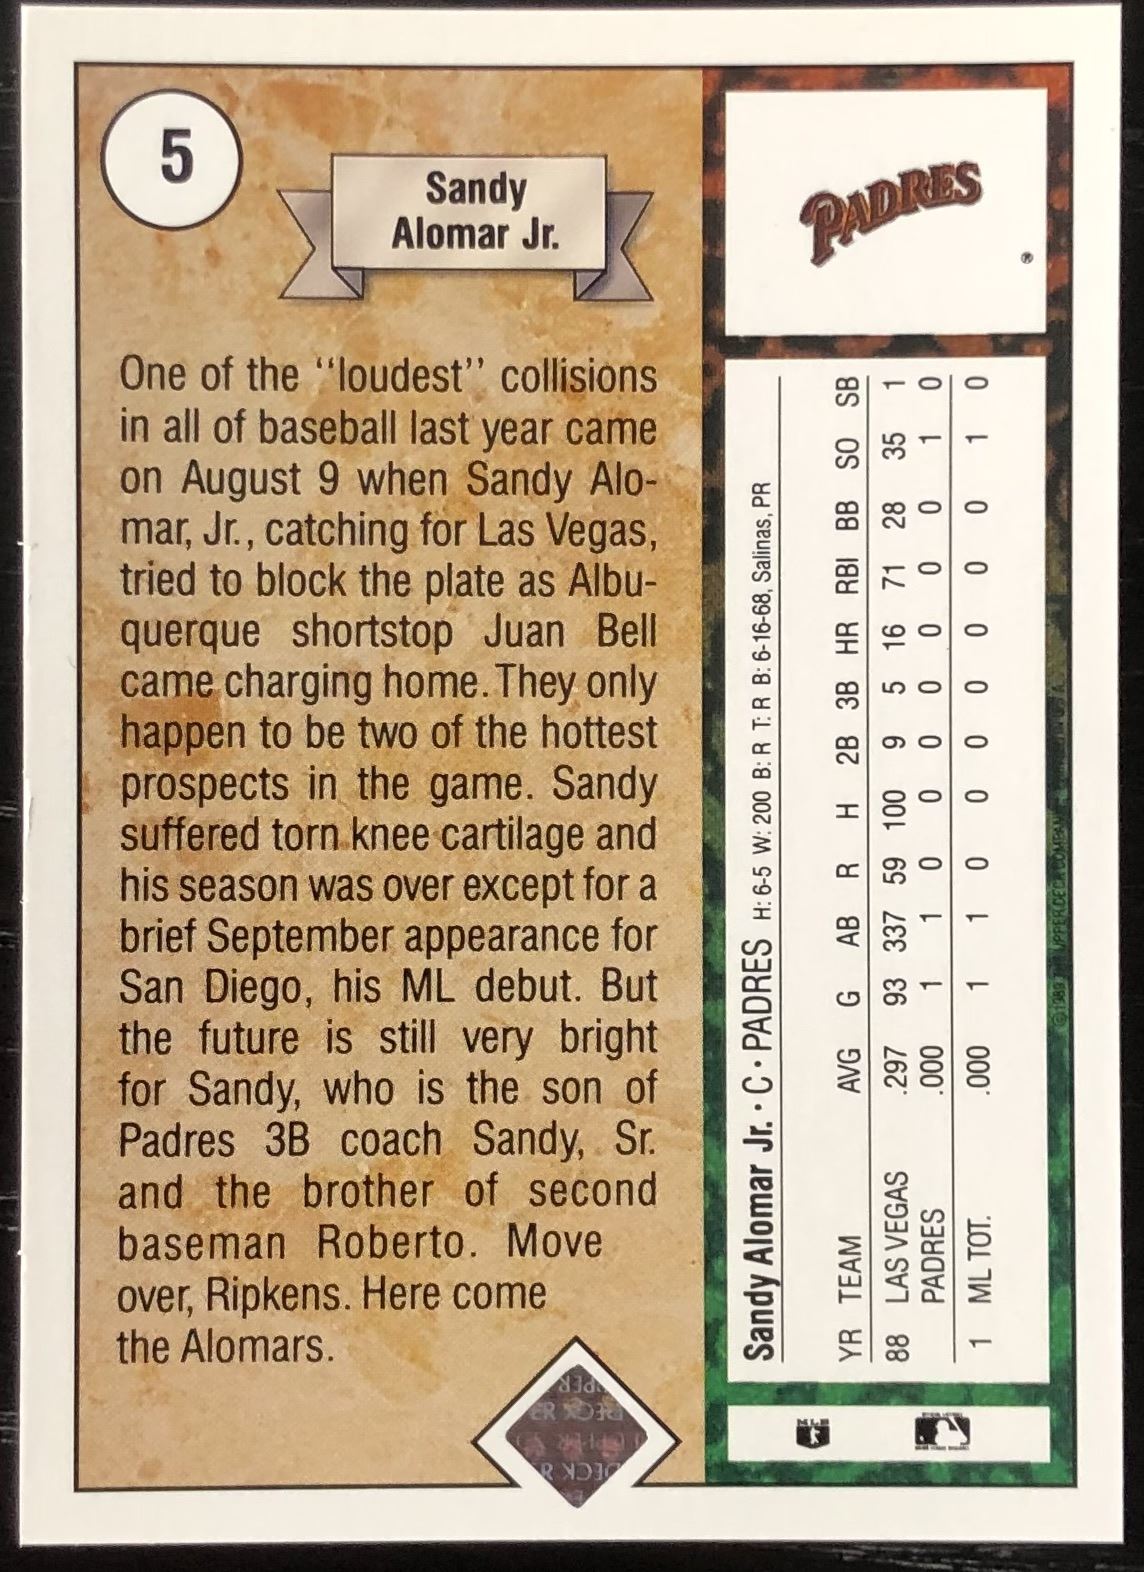 5
Sandy
Alomar Jr.
One of the “loudest” collisions
in all of baseball last year came
on August 9 when Sandy Alo-
mar, Jr., catching for Las Vegas,
tried to block the plate as Albu-
querque shortstop Juan Bell
came charging home. They only
happen to be two of the hottest
prospects in the game. Sandy
suffered torn knee cartilage and
his season was over except for a
brief September appearance for
San Diego, his ML debut. But
the future is still very bright
for Sandy, who is the son of
Padres 3B coach Sandy, Sr.
and the brother of second
baseman Roberto. Move
over, Ripkens. Here come
the Alomars.
PADRES
®
Sandy Alomar Jr. • C • PADRES H: 6-5 W: 200 B: R T: R B: 6-16-68, Salinas, PR
YR TEAM AVG G AB R H 2B 3B HR RBI BB SO SB
88 LAS VEGAS .297 93 337 59 100 9 5 16 71 28 35 1
PADRES .000 1 1 0 0 0 0 0 0 0 1 0
1 ML TOT. .000 1 1 0 0 0 0 0 0 0 1 0
©1989 THE UPPER DECK COMPANY